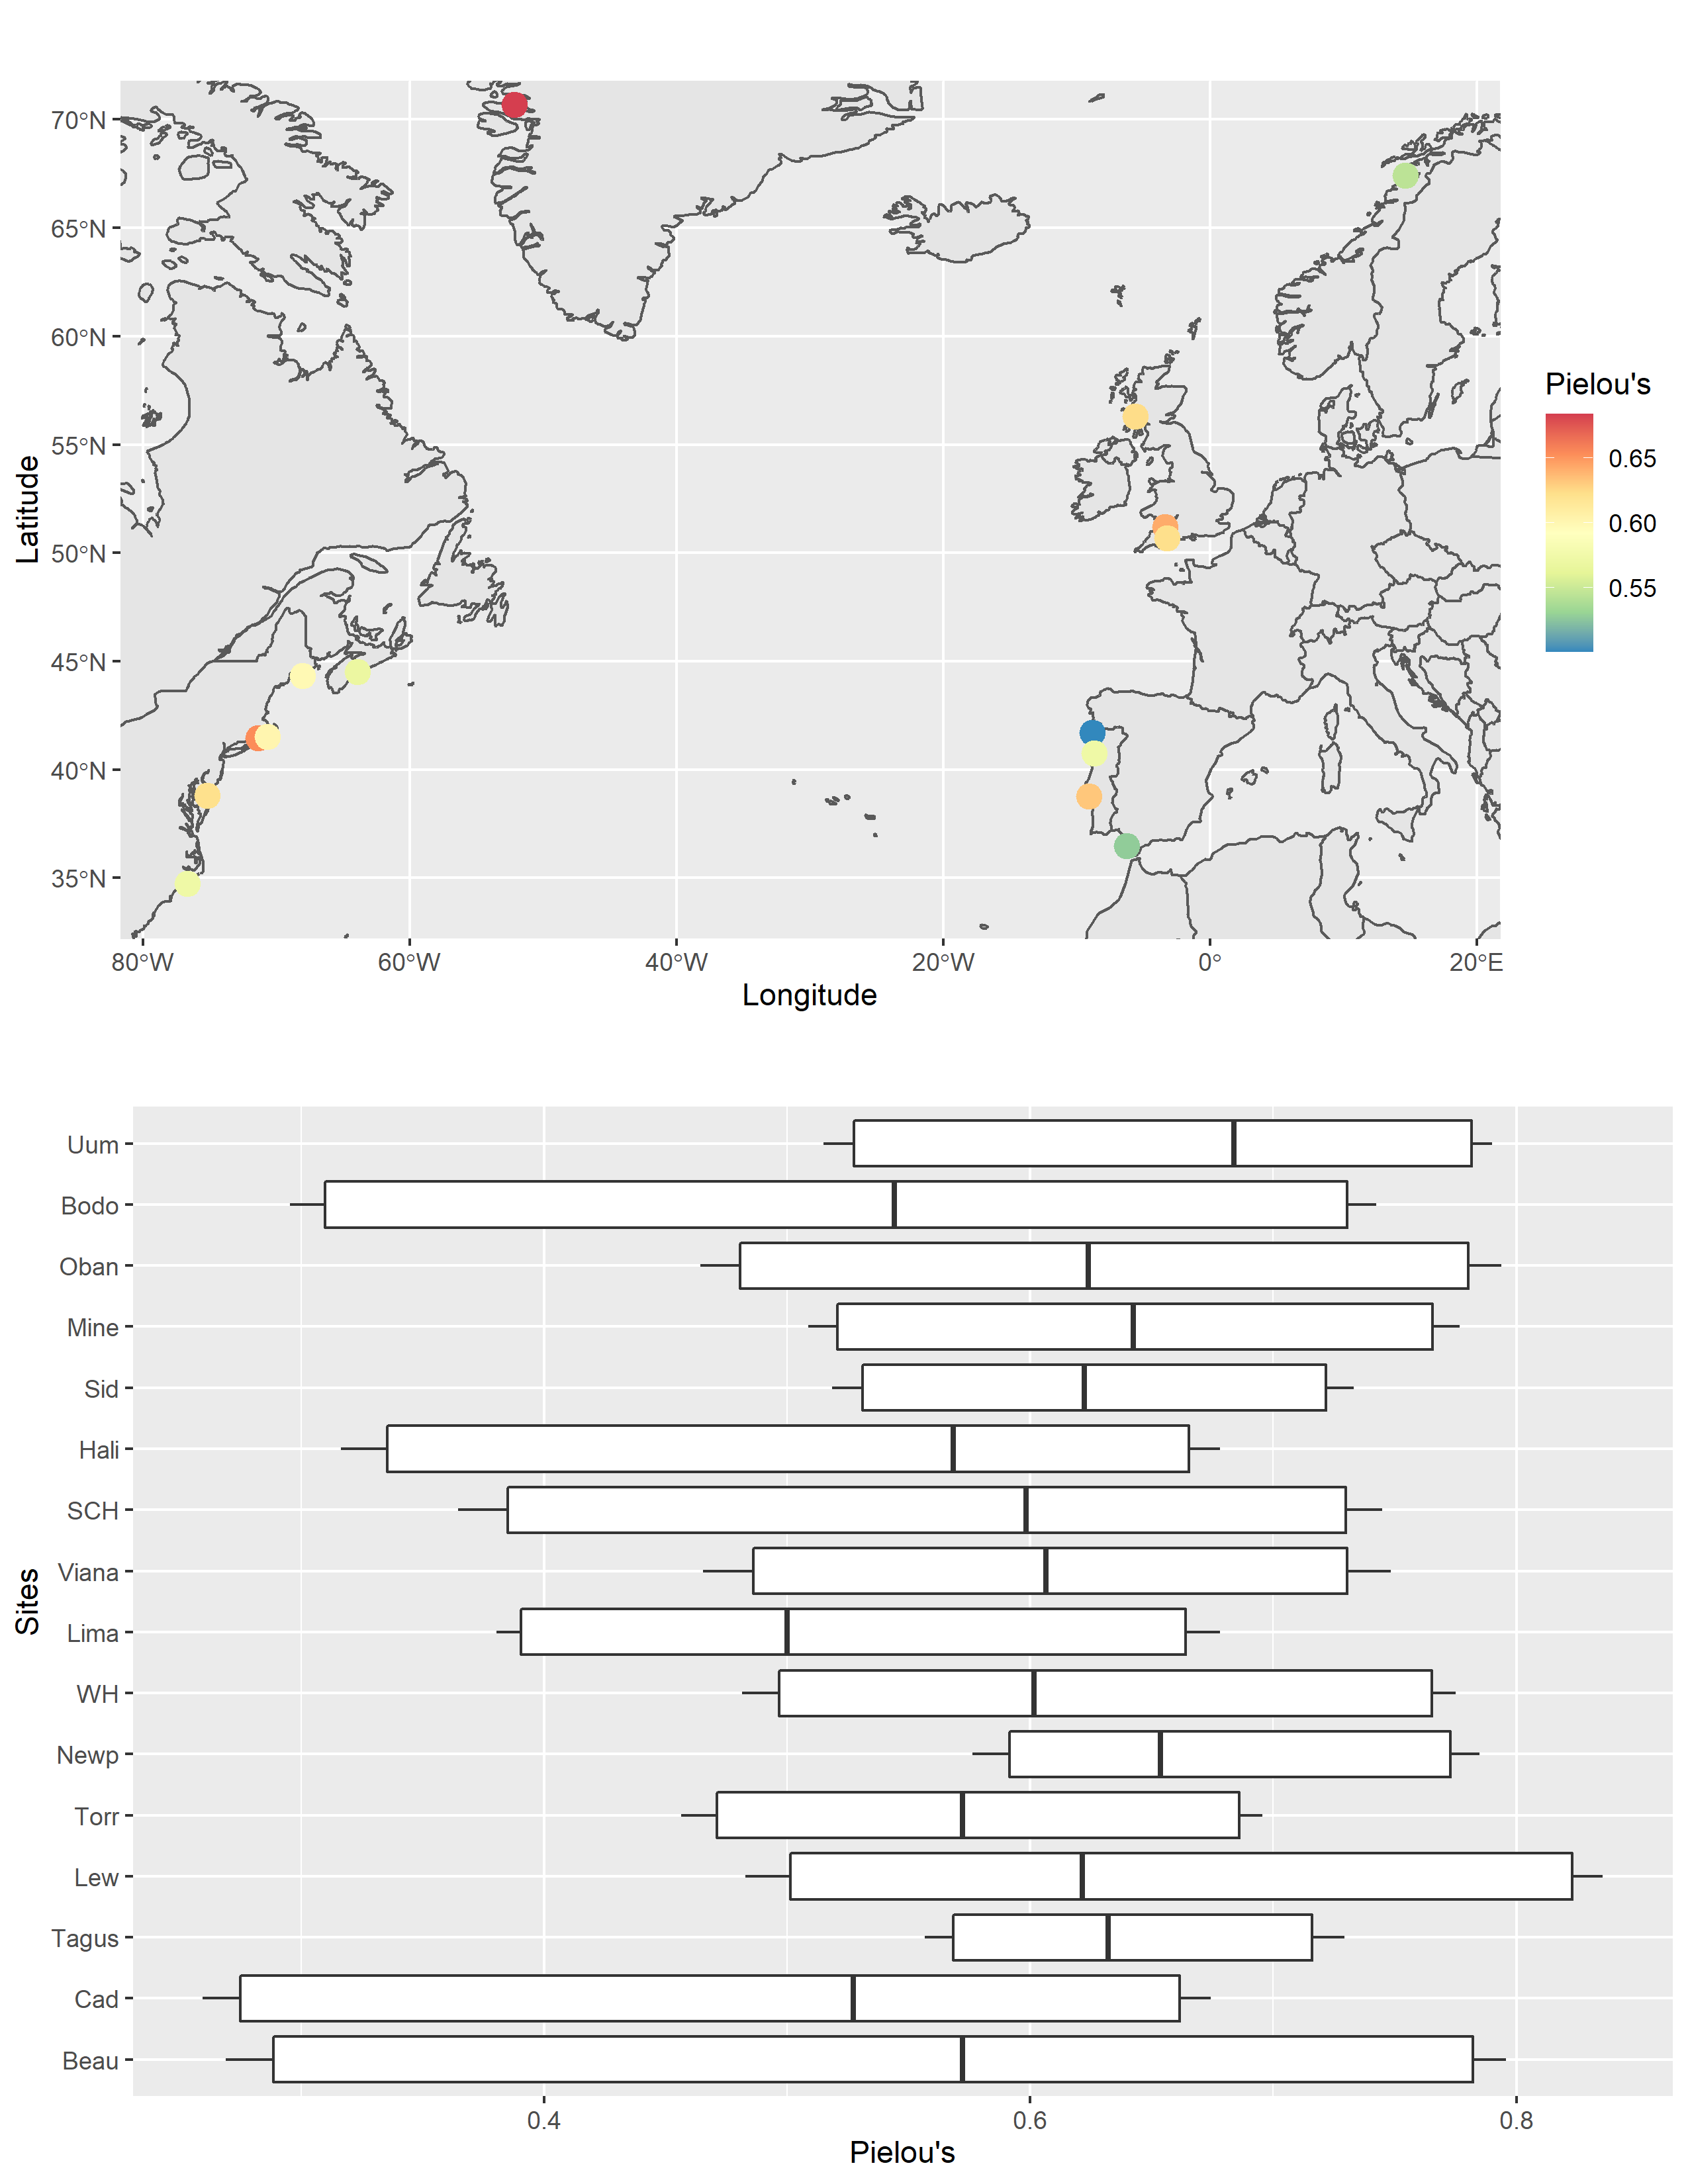 70°N
65°N
60°N
55°N
50°N
45°N
40°N
35°N
Latitude
80°W
60°W
40°W
20°W
0°
20°E
Longitude
Pielou's
0.65
0.60
0.55
Uum
Bodo
Oban
Mine
Sid
Hali
SCH
Viana
Lima
WH
Newp
Torr
Lew
Tagus
Cad
Beau
Sites
0.4
0.6
0.8
Pielou's